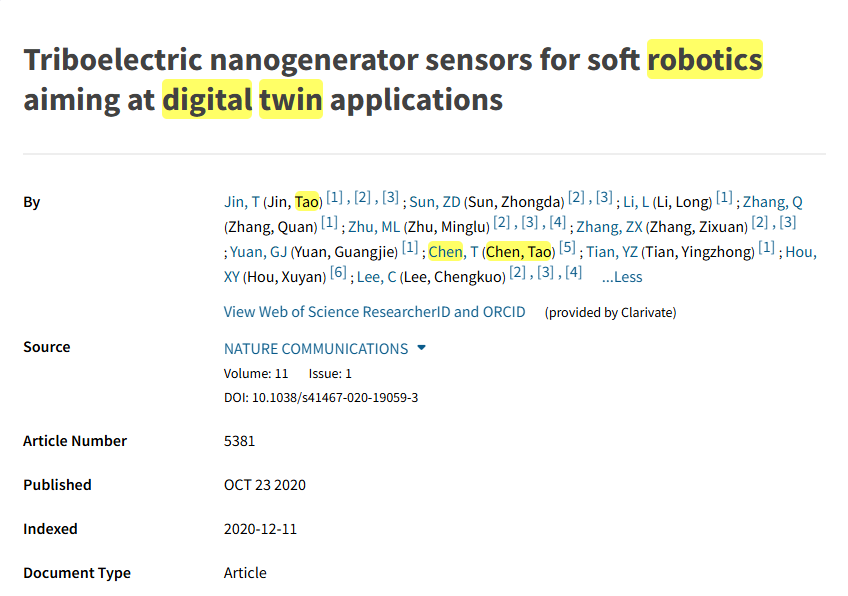 Triboelectric nanogenerator sensors for soft robotics
aiming at digital twin applications
By
Jin, T (Jin, Tao) [1] , [2] , [3] ; Sun, ZD (Sun, Zhongda) [2] , [3] ; Li, L (Li, Long) [1] ; Zhang, Q
(Zhang, Quan) [1] ; Zhu, ML (Zhu, Minglu) [2] , [3] , [4] ; Zhang, ZX (Zhang, Zixuan) [2] , [3]
; Yuan, GJ (Yuan, Guangjie) [1] ; Chen, T (Chen, Tao) [5] ; Tian, YZ (Tian, Yingzhong) [1] ; Hou,
XY (Hou, Xuyan) [6] ; Lee, C (Lee, Chengkuo) [2] , [3] , [4] ...Less
View Web of Science ResearcherID and ORCID (provided by Clarivate)
Source
NATURE COMMUNICATIONS
Volume: 11 Issue: 1
DOI: 10.1038/s41467-020-19059-3
Article Number
5381
Published
OCT 23 2020
Indexed
2020-12-11
Document Type
Article